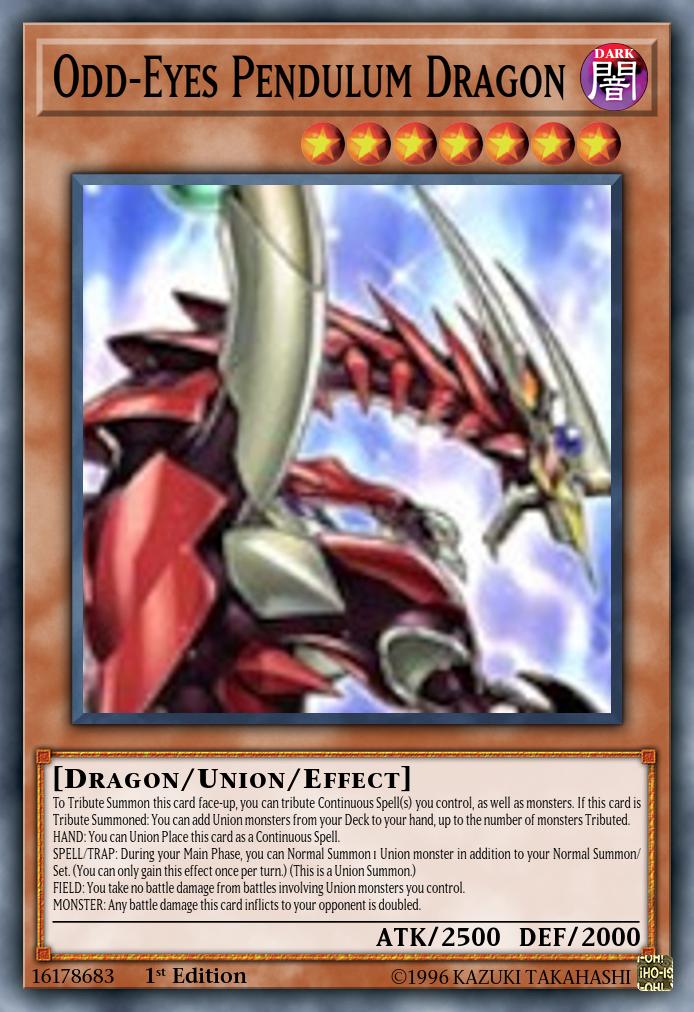 ODD-EYES PENDULUM DRAGON
DARK
闇
[DRAGON/UNION/EFFECT]
To Tribute Summon this card face-up, you can tribute Continuous Spell(s) you control, as well as monsters. If this card is
Tribute Summoned: You can add Union monsters from your Deck to your hand, up to the number of monsters Tributed.
HAND: You can Union Place this card as a Continuous Spell.
SPELL/TRAP: During your Main Phase, you can Normal Summon 1 Union monster in addition to your Normal Summon/
Set. (You can only gain this effect once per turn.) (This is a Union Summon.)
FIELD: You take no battle damage from battles involving Union monsters you control.
MONSTER: Any battle damage this card inflicts to your opponent is doubled.
ATK/2500 DEF/2000
16178683 1st Edition ©1996 KAZUKI TAKAHASHI